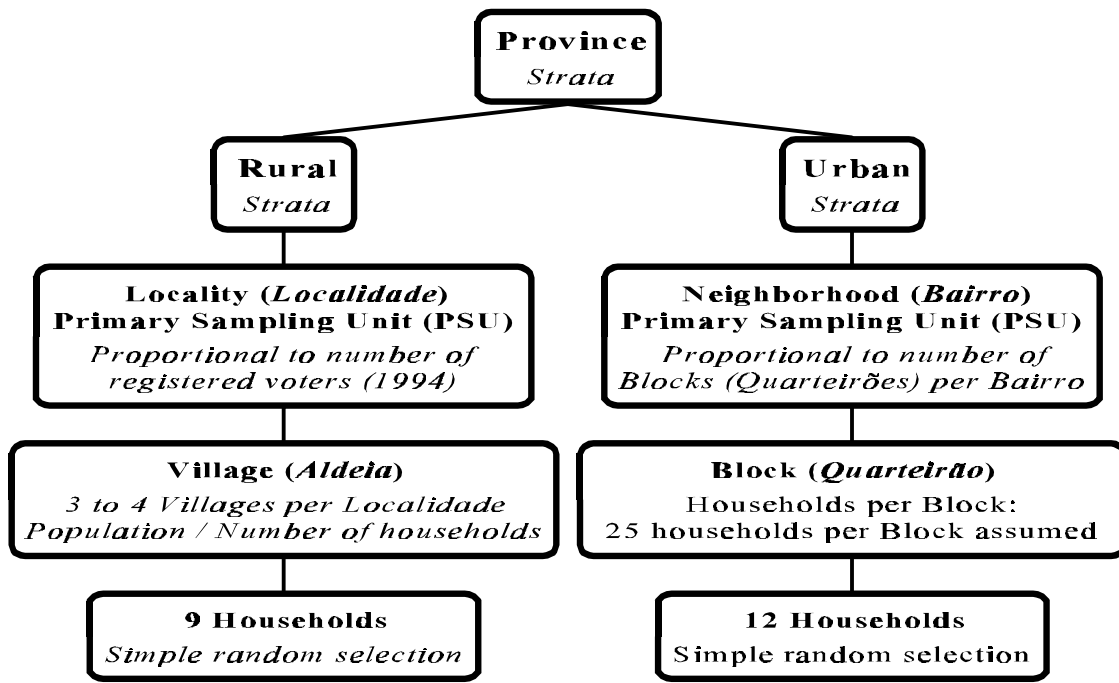 Province
Strata
Rural
Strata
Urban
Strata
Locality (Localidade)
Primary Sampling Unit (PSU)
Proportional to number of
registered voters (1994)
Neighborhood (Bairro)
Primary Sampling Unit (PSU)
Proportional to number of
Blocks (Quarteirões) per Bairro
Village (Aldeia)
3 to 4 Villages per Localidade
Population / Number of households
Block (Quarteirão)
Households per Block:
25 households per Block assumed
9 Households
Simple random selection
12 Households
Simple random selection